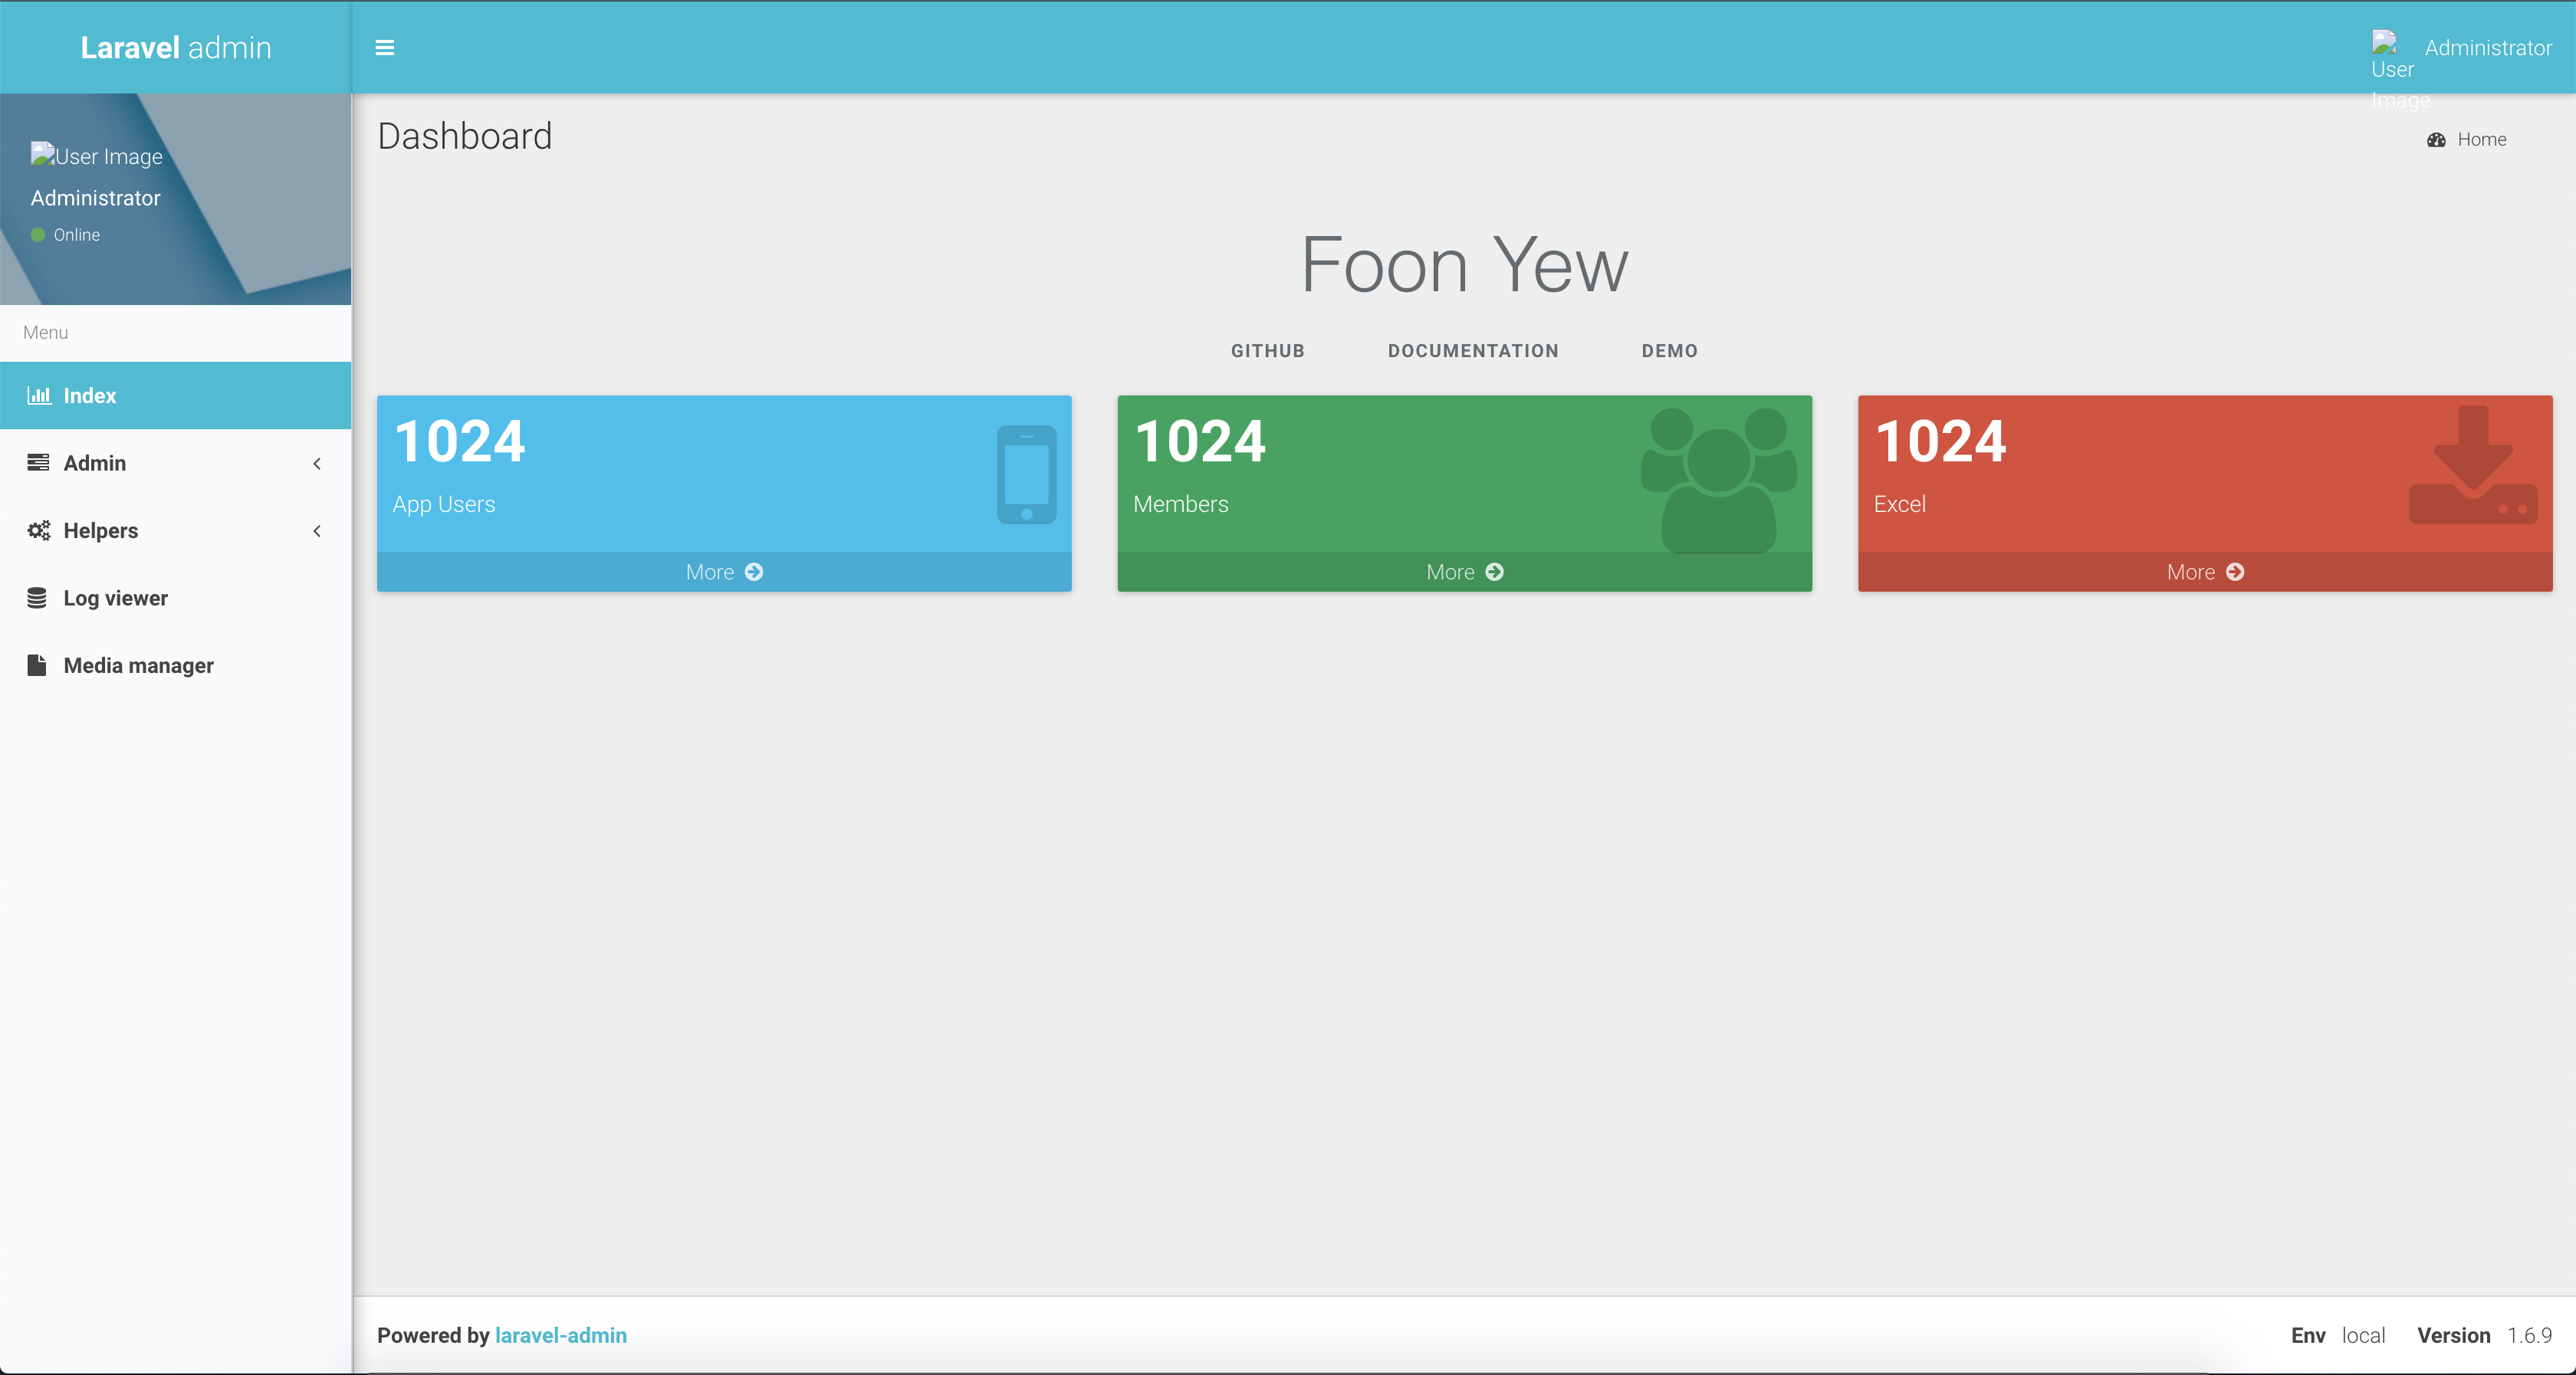 Laravel admin
User Image
Administrator
User Image
Administrator
Online
Menu
Index
Admin
Helpers
Log viewer
Media manager
Dashboard
Home
Foon Yew
GITHUB DOCUMENTATION DEMO
1024
App Users
More
1024
Members
More
1024
Excel
More
Powered by laravel-admin
Env local Version 1.6.9